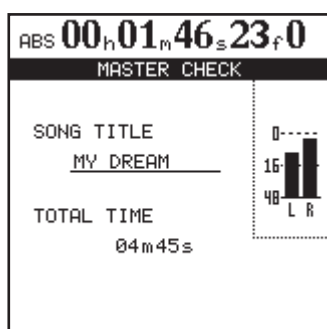 ABS 00h01m46s23f0
MASTER CHECK
SONG TITLE
MY DREAM
TOTAL TIME
04m45s
0
16
48
L R